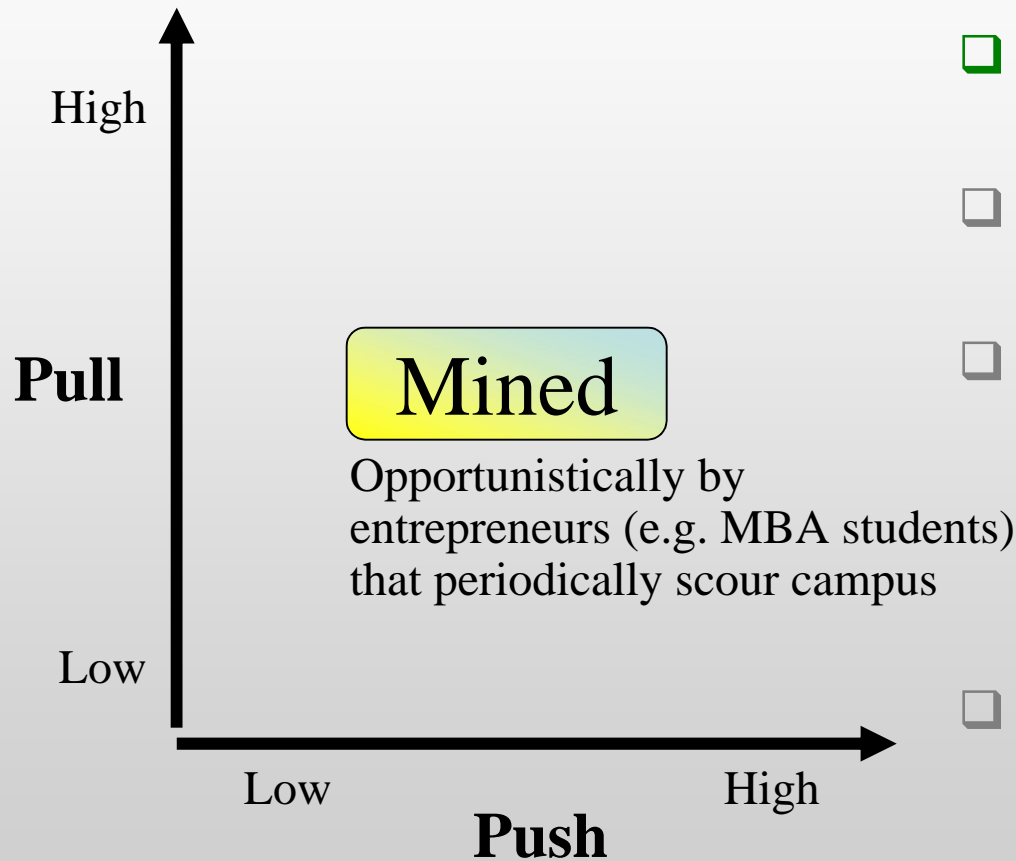 High
Pull
Mined
Opportunistically by
entrepreneurs (e.g. MBA students)
that periodically scour campus
Low
Low
High
Push